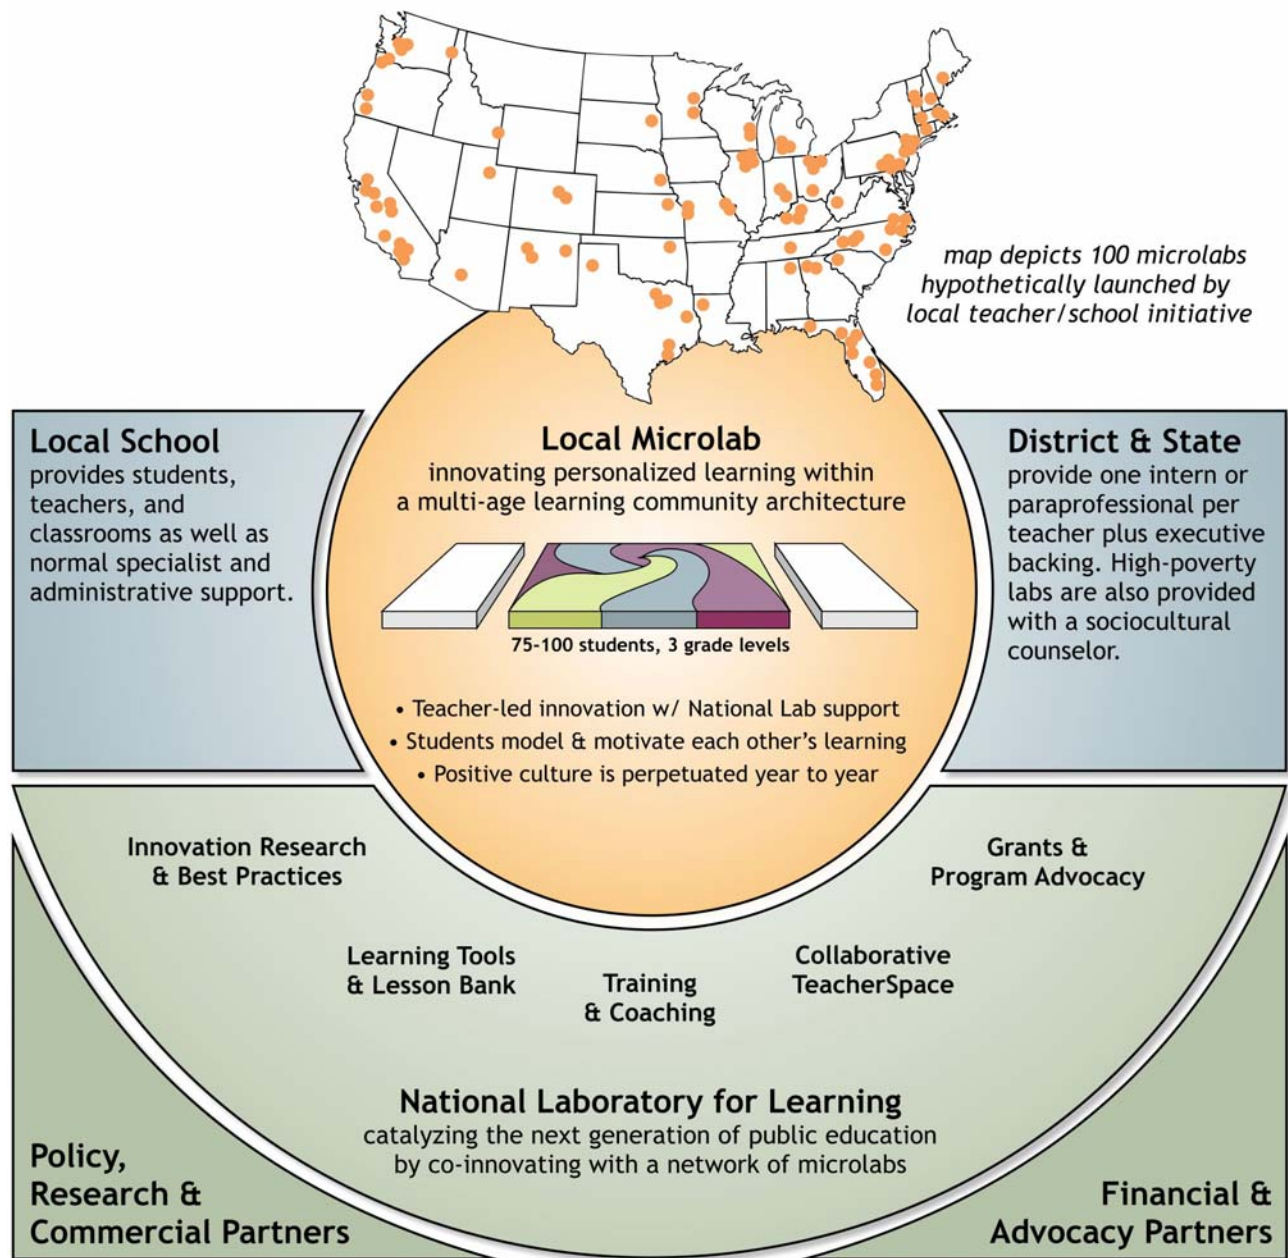 map depicts 100 microlabs
hypothetically launched by
local teacher/school initiative
Local School
provides students,
teachers, and
classrooms as well as
normal specialist and
administrative support.
Local Microlab
innovating personalized learning within
a multi-age learning community architecture
75-100 students, 3 grade levels
• Teacher-led innovation w/ National Lab support
• Students model & motivate each other's learning
• Positive culture is perpetuated year to year
District & State
provide one intern or
paraprofessional per
teacher plus executive
backing. High-poverty
labs are also provided
with a sociocultural
counselor.
Innovation Research
& Best Practices
Learning Tools
& Lesson Bank
Training
& Coaching
Collaborative
TeacherSpace
Grants &
Program Advocacy
National Laboratory for Learning
catalyzing the next generation of public education
by co-innovating with a network of microlabs
Policy,
Research &
Commercial Partners
Financial &
Advocacy Partners